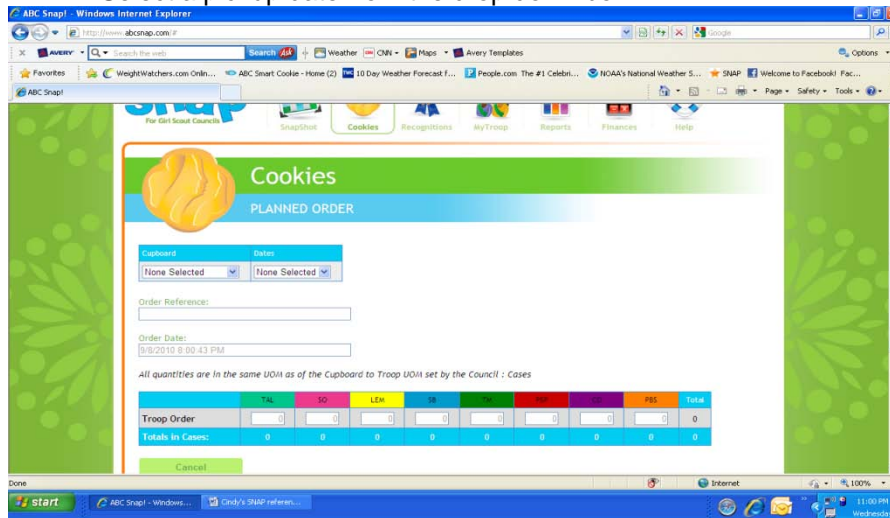 ABC Snap! - Windows Internet Explorer
http://www.abcsnap.com/#
Google
AVERY
Search the web
Search
Weather
CNN
Maps
Avery Templates
Options
Favorites
WeightWatchers.com Onlin...
ABC Smart Cookie - Home (2)
10 Day Weather Forecast f...
People.com The #1 Celebri...
NOAA's National Weather S...
SNAP
Welcome to Facebook! Fac...
ABC Snap!
Page
Safety
Tools
For Girl Scout Councils
SnapShot
Cookies
Recognitions
MyTroop
Reports
Finances
Help
Cookies
PLANNED ORDER
Cupboard
Dates
None Selected
None Selected
Order Reference:
Order Date:
9/8/2010 8:00:43 PM
All quantities are in the same UOM as of the Cupboard to Troop UOM set by the Council : Cases
TAL SO LEM SB PBS Total
Troop Order 0 0 0 0 0 0 0 0 0
Totals in Cases: 0 0 0 0 0 0 0 0 0
Cancel
Done
Internet
100%
start
ABC Snap! - Windows...
Cindy's SNAP referen...
11:00 PM
Wednesday